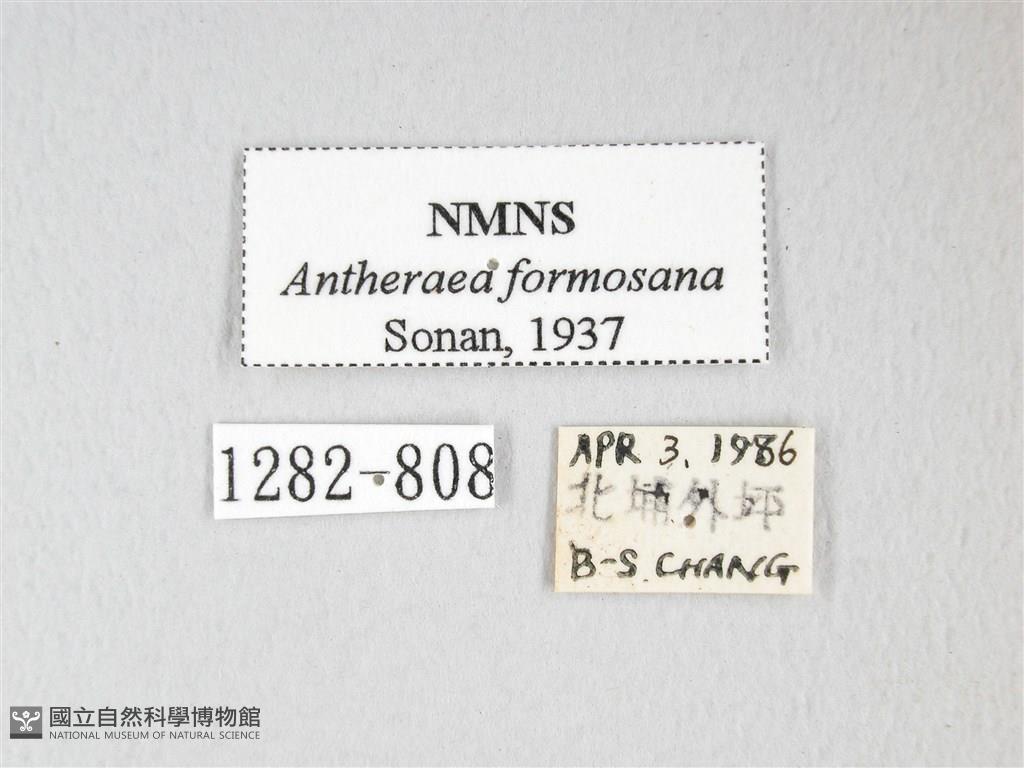 NMNS
Antheraea formosana
Sonan, 1937
1282-808
APR 3. 1986
北埔外坪
B-S. CHANG
國立自然科學博物館
NATIONAL MUSEUM OF NATURAL SCIENCE